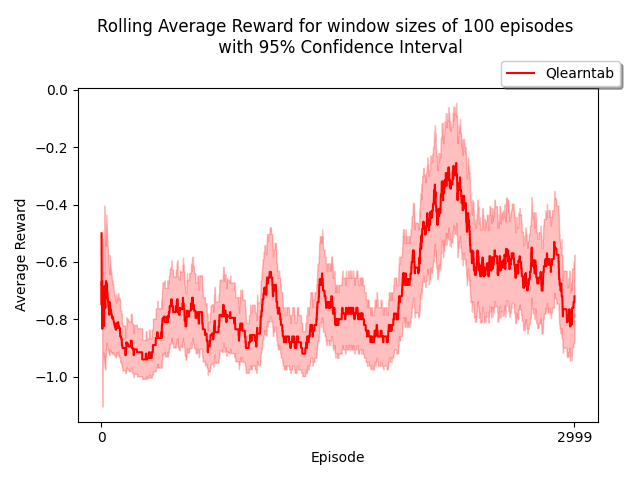 Rolling Average Reward for window sizes of 100 episodes
with 95% Confidence Interval
Qlearntab
0.0
−0.2
−0.4
−0.6
−0.8
−1.0
Average Reward
0
2999
Episode